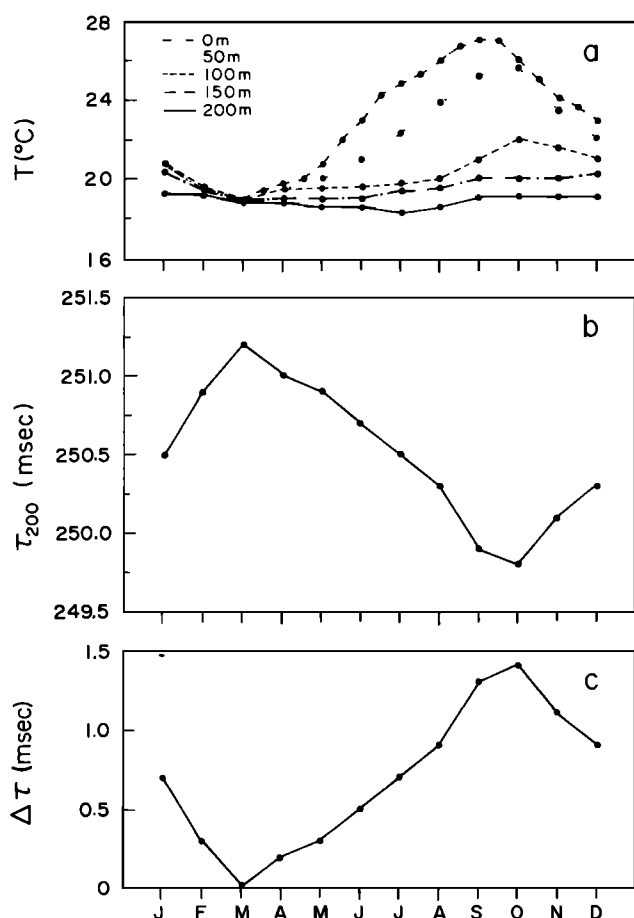 28
24
20
16
T(°C)
0m
50m
100m
150m
200m
a
251.5
251.0
250.5
250.0
249.5
τ200 (msec)
b
1.5
1.0
0.5
0
Δτ (msec)
c
J F M A M J J A S O N D